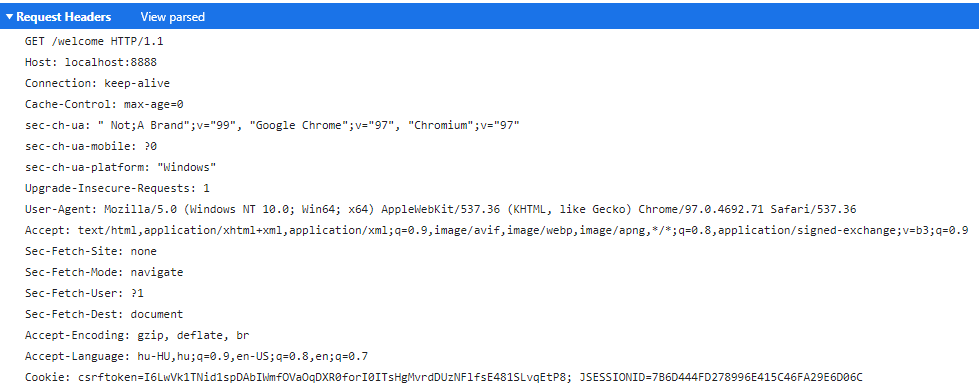 Request Headers View parsed
GET /welcome HTTP/1.1
Host: localhost:8888
Connection: keep-alive
Cache-Control: max-age=0
sec-ch-ua: " Not;A Brand";v="99", "Google Chrome";v="97", "Chromium";v="97"
sec-ch-ua-mobile: ?0
sec-ch-ua-platform: "Windows"
Upgrade-Insecure-Requests: 1
User-Agent: Mozilla/5.0 (Windows NT 10.0; Win64; x64) AppleWebKit/537.36 (KHTML, like Gecko) Chrome/97.0.4692.71 Safari/537.36
Accept: text/html,application/xhtml+xml,application/xml;q=0.9,image/avif,image/webp,image/apng,*/*;q=0.8,application/signed-exchange;v=b3;q=0.9
Sec-Fetch-Site: none
Sec-Fetch-Mode: navigate
Sec-Fetch-User: ?1
Sec-Fetch-Dest: document
Accept-Encoding: gzip, deflate, br
Accept-Language: hu-HU,hu;q=0.9,en-US;q=0.8,en;q=0.7
Cookie: csrftoken=I6LwVk1TNid1spDAbIWmfOVaOqDXR0forI0ITsHgMvrdDUzNFlfsE481SLvqEtP8; JSESSIONID=7B6D444FD278996E415C46FA29E6D06C